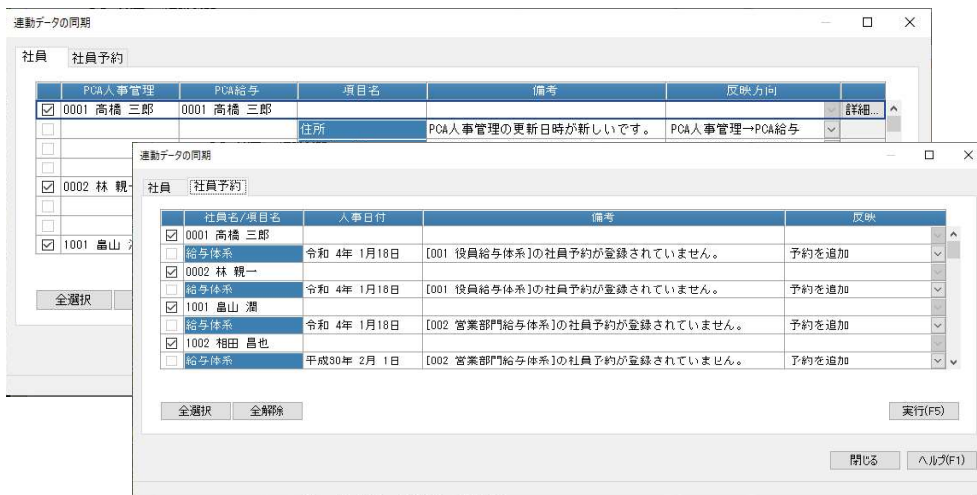 連動データの同期
社員 社員予約
PCA人事管理 PCA給与 項目名 備考 反映方向
0001 高橋 三郎 0001 高橋 三郎 詳細...
住所 PCA人事管理の更新日時が新しいです。 PCA人事管理→PCA給与
0002 林 親
1001 畠山
全選択
連動データの同期
社員 社員予約
社員名/項目名 人事日付 備考 反映
0001 高橋 三郎
給与体系 令和 4年 1月18日 [001 役員給与体系]の社員予約が登録されていません。 予約を追加
0002 林 親一
給与体系 令和 4年 1月18日 [001 役員給与体系]の社員予約が登録されていません。 予約を追加
1001 畠山 潤
給与体系 令和 4年 1月18日 [002 営業部門給与体系]の社員予約が登録されていません。 予約を追加
1002 相田 昌也
給与体系 平成30年 2月 1日 [002 営業部門給与体系]の社員予約が登録されていません。 予約を追加
全選択 全解除 実行(F5)
閉じる ヘルプ(F1)